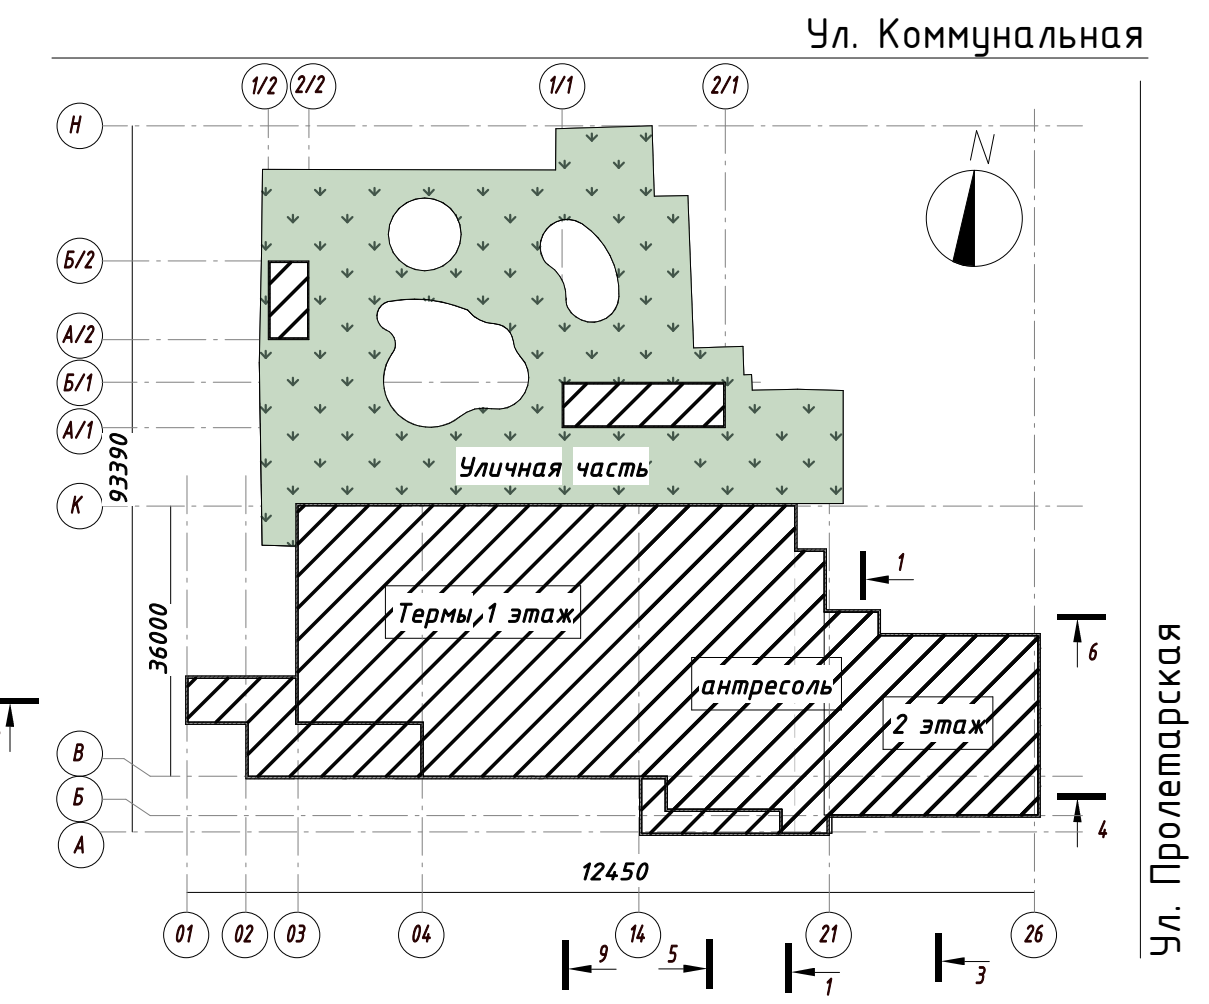 Ул. Коммунальная
1/2 2/2 1/1 2/1
Н
N
Б/2
А/2
Б/1
А/1
93390
Уличная часть
К
1
Термы, 1 этаж
36000
6
антресоль
2 этаж
Ул. Пролетарская
В
Б
А
4
12450
01 02 03 04 14 21 26
9 5 1 3